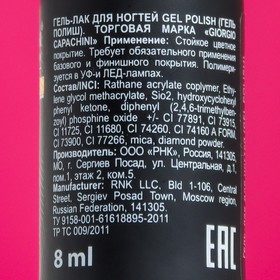 ГЕЛЬ-ЛАК ДЛЯ НОГТЕЙ GEL POLISH (ГЕЛЬ
ПОЛИШ). ТОРГОВАЯ МАРКА «GIORGIO
CAPACHINI» Применение: Стойкое цветное
покрытие. Требует обязательного применения
базового и финишного покрытия. Полимери-
зуется в УФ-и ЛЕД-лампах.
Состав/INCI: Rathane acrylate coplymer, Ethy-
lene glycol methacrylate, Sio2, hydroxycyclohexyl
phenyl ketone, diphenyl (2,4,6-trimethylben-
zoyl) phosphine oxide +/- CI 77891, CI 73915,
CI 11725, CI 11680, CI 74260, CI 74160 A FORM,
CI 73900, CI 77266, mica, diamond powder.
Производитель: ООО «РНК», Россия, 141305,
МО, г. Сергиев Посад, ул. Центральная, д.1,
пом.1, этаж 2, ком.5.
Manufacturer: RNK LLC, Bld 1-106, Central
Street, Sergiev Posad Town, Moscow region,
Russian Federation, 141305.
ТУ 9158-001-61618895-2011
ТР ТС 009/2011
8 ml
EAC